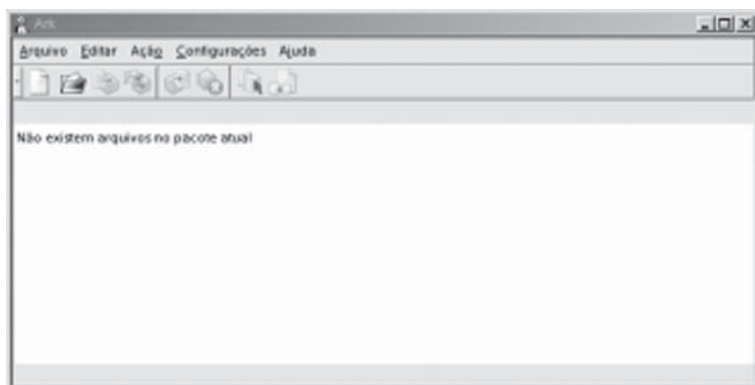 Ark
Arquivo Editar Ação Configurações Ajuda
Não existem arquivos no pacote atual